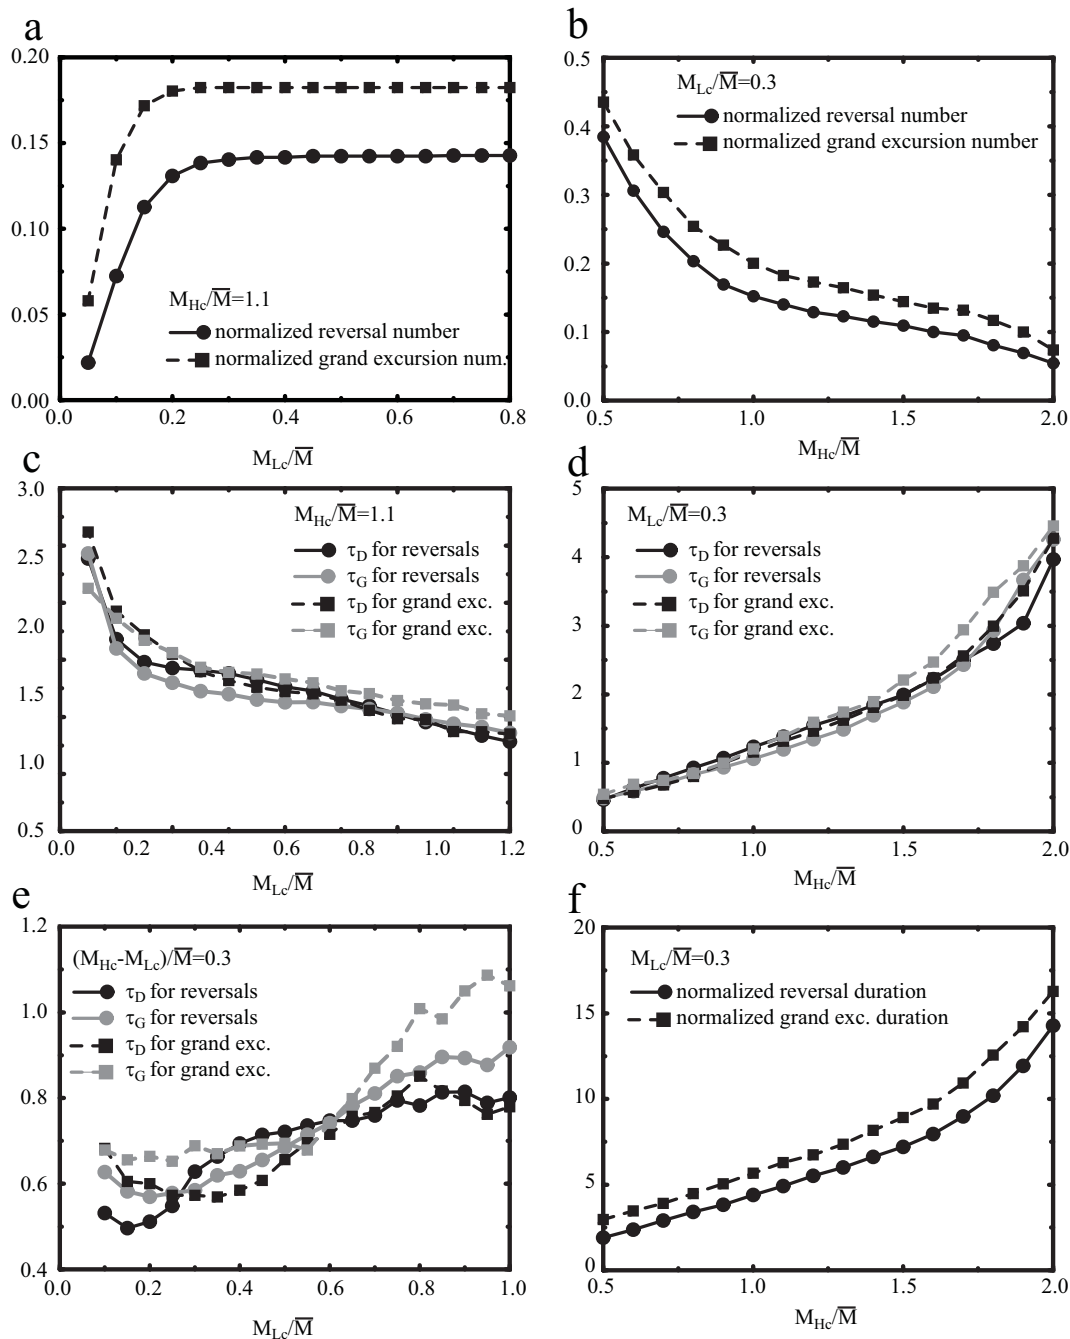 a
0.20
0.15
0.10
0.05
0.00
M_Hc/M̅=1.1
normalized reversal number
normalized grand excursion num.
0.0 0.2 0.4 0.6 0.8
M_Lc/M̅
b
0.5
0.4
0.3
0.2
0.1
0.0
M_Lc/M̅=0.3
normalized reversal number
normalized grand excursion number
0.5 1.0 1.5 2.0
M_Hc/M̅
c
3.0
2.5
2.0
1.5
1.0
0.5
M_Hc/M̅=1.1
τ_D for reversals
τ_G for reversals
τ_D for grand exc.
τ_G for grand exc.
0.0 0.2 0.4 0.6 0.8 1.0 1.2
M_Lc/M̅
d
5
4
3
2
1
0
M_Lc/M̅=0.3
τ_D for reversals
τ_G for reversals
τ_D for grand exc.
τ_G for grand exc.
0.5 1.0 1.5 2.0
M_Hc/M̅
e
1.2
1.0
0.8
0.6
0.4
(M_Hc-M_Lc)/M̅=0.3
τ_D for reversals
τ_G for reversals
τ_D for grand exc.
τ_G for grand exc.
0.0 0.2 0.4 0.6 0.8 1.0
M_Lc/M̅
f
20
15
10
5
0
M_Lc/M̅=0.3
normalized reversal duration
normalized grand exc. duration
0.5 1.0 1.5 2.0
M_Hc/M̅